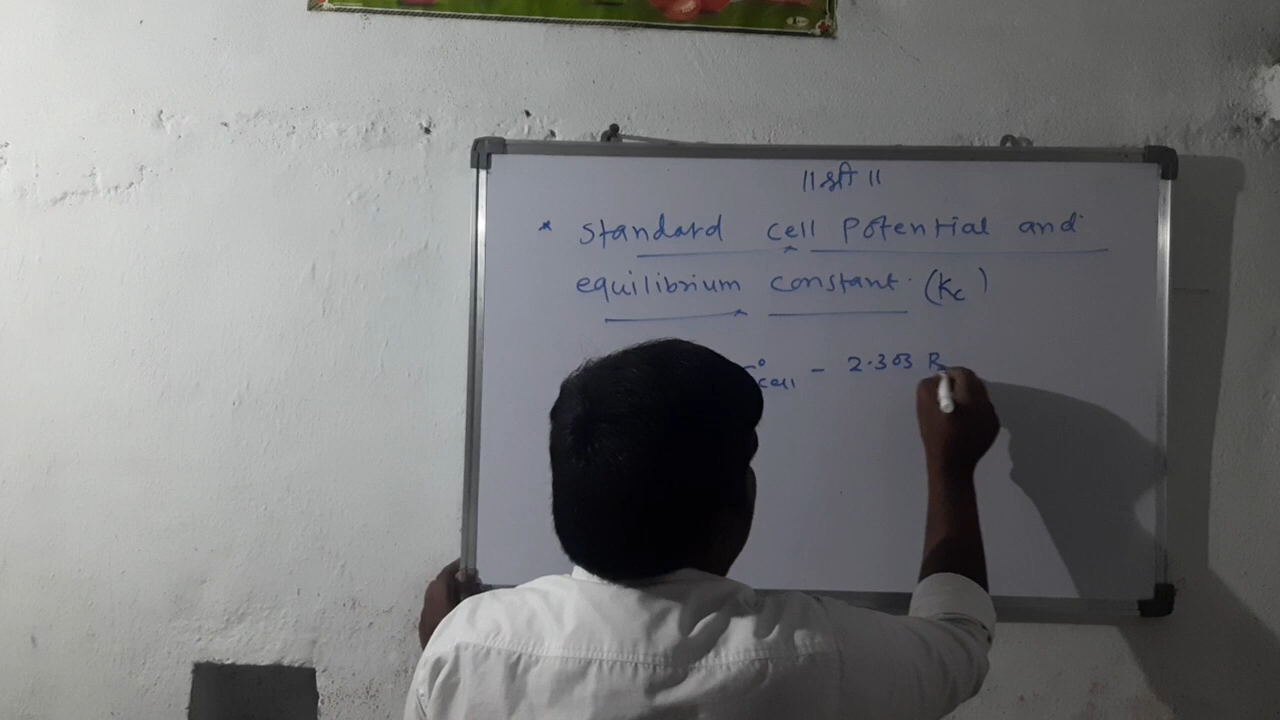 ॥श्री॥
* Standard cell Potential and
equilibrium constant. (Kc)
°cell - 2.303 R